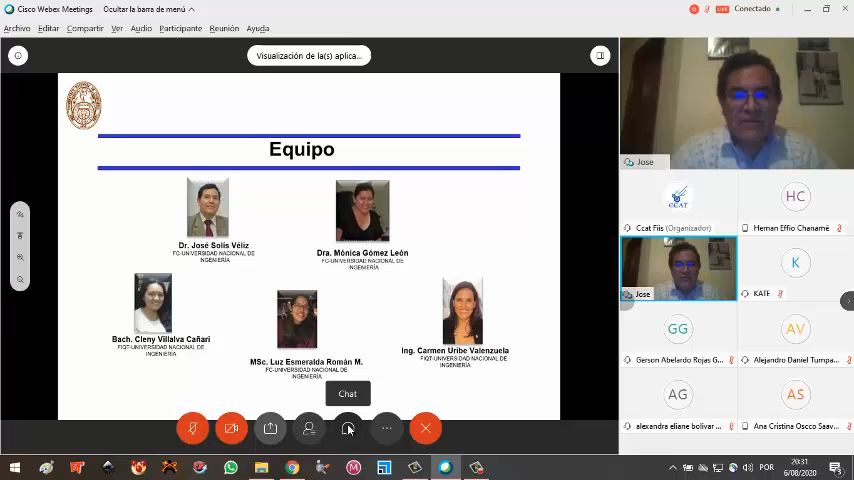 Cisco Webex Meetings
Ocultar la barra de menú
Conectado
Archivo Editar Compartir Ver Audio Participante Reunión Ayuda
Visualización de la(s) aplica...
Equipo
Dr. José Solís Véliz
FC-UNIVERSIDAD NACIONAL DE
INGENIERÍA
Dra. Mónica Gómez León
FC-UNIVERSIDAD NACIONAL DE
INGENIERÍA
Bach. Cleny Villalva Cañari
FIQT-UNIVERSIDAD NACIONAL DE
INGENIERÍA
MSc. Luz Esmeralda Román M.
FC-UNIVERSIDAD NACIONAL DE
INGENIERÍA
Ing. Carmen Uribe Valenzuela
FIQT-UNIVERSIDAD NACIONAL DE
INGENIERÍA
Chat
Jose
CCAT
Ccat Fiis (Organizador)
HC
Hernan Effio Chanamé
Jose
K
KATE
GG
Gerson Abelardo Rojas G...
AV
Alejandro Daniel Tumpa...
AG
alexandra eliane bolivar ...
AS
Ana Cristina Oscco Saav...
POR
20:31
6/08/2020